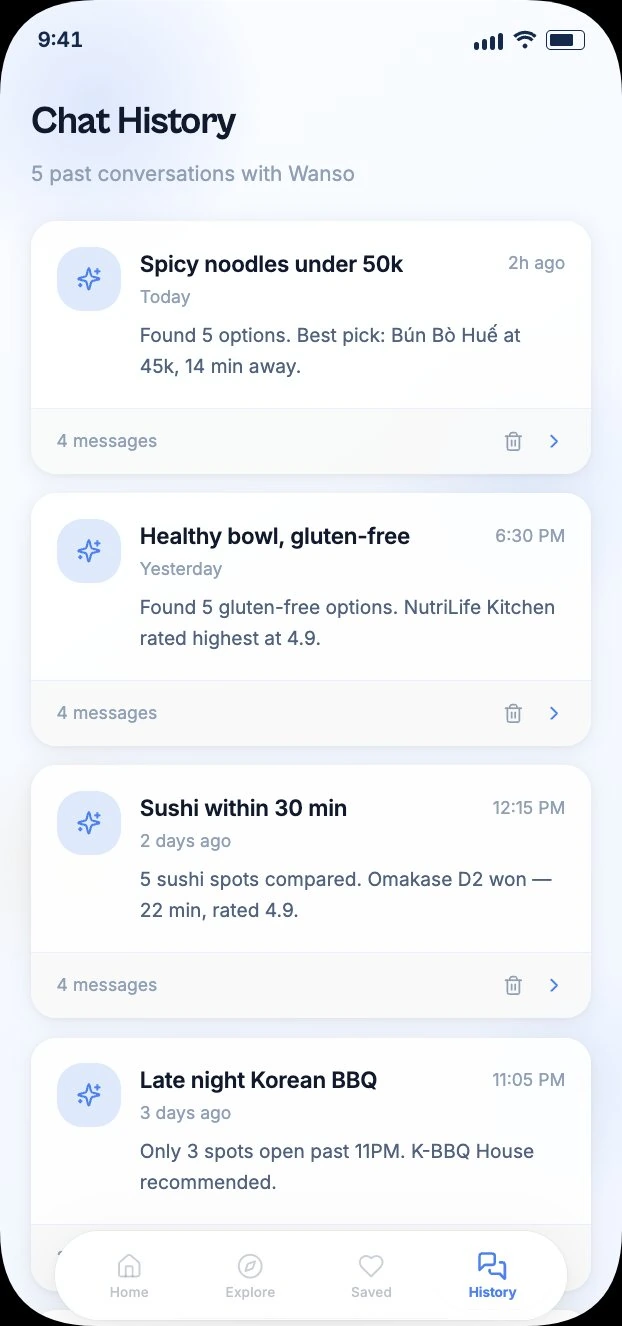 9:41
Chat History
5 past conversations with Wanso
Spicy noodles under 50k
2h ago
Today
Found 5 options. Best pick: Bún Bò Huế at
45k, 14 min away.
4 messages
Healthy bowl, gluten-free
6:30 PM
Yesterday
Found 5 gluten-free options. NutriLife Kitchen
rated highest at 4.9.
4 messages
Sushi within 30 min
12:15 PM
2 days ago
5 sushi spots compared. Omakase D2 won —
22 min, rated 4.9.
4 messages
Late night Korean BBQ
11:05 PM
3 days ago
Only 3 spots open past 11PM. K-BBQ House
recommended.
Home
Explore
Saved
History